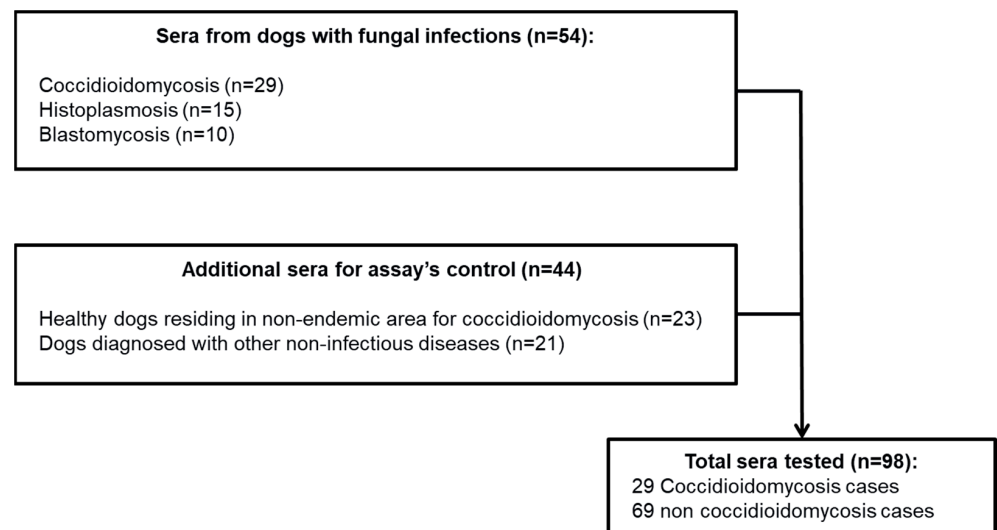 Sera from dogs with fungal infections (n=54):
Coccidioidomycosis (n=29)
Histoplasmosis (n=15)
Blastomycosis (n=10)
Additional sera for assay's control (n=44)
Healthy dogs residing in non-endemic area for coccidioidomycosis (n=23)
Dogs diagnosed with other non-infectious diseases (n=21)
Total sera tested (n=98):
29 Coccidioidomycosis cases
69 non coccidioidomycosis cases